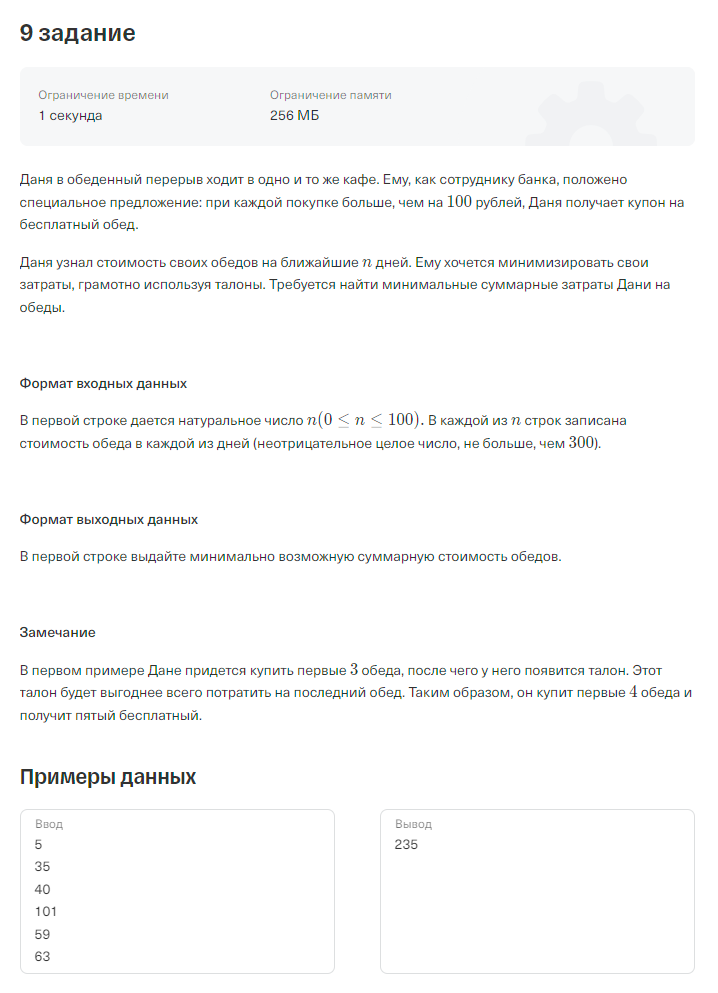 9 задание
Ограничение времени
Ограничение памяти
1 секунда
256 МБ
Даня в обеденный перерыв ходит в одно и то же кафе. Ему, как сотруднику банка, положено
специальное предложение: при каждой покупке больше, чем на 100 рублей, Даня получает купон на
бесплатный обед.
Даня узнал стоимость своих обедов на ближайшие n дней. Ему хочется минимизировать свои
затраты, грамотно используя талоны. Требуется найти минимальные суммарные затраты Дани на
обеды.
Формат входных данных
В первой строке дается натуральное число n(0 ≤ n ≤ 100). В каждой из n строк записана
стоимость обеда в каждой из дней (неотрицательное целое число, не больше, чем 300).
Формат выходных данных
В первой строке выдайте минимально возможную суммарную стоимость обедов.
Замечание
В первом примере Дане придется купить первые 3 обеда, после чего у него появится талон. Этот
талон будет выгоднее всего потратить на последний обед. Таким образом, он купит первые 4 обеда и
получит пятый бесплатный.
Примеры данных
Ввод
5
35
40
101
59
63
Вывод
235